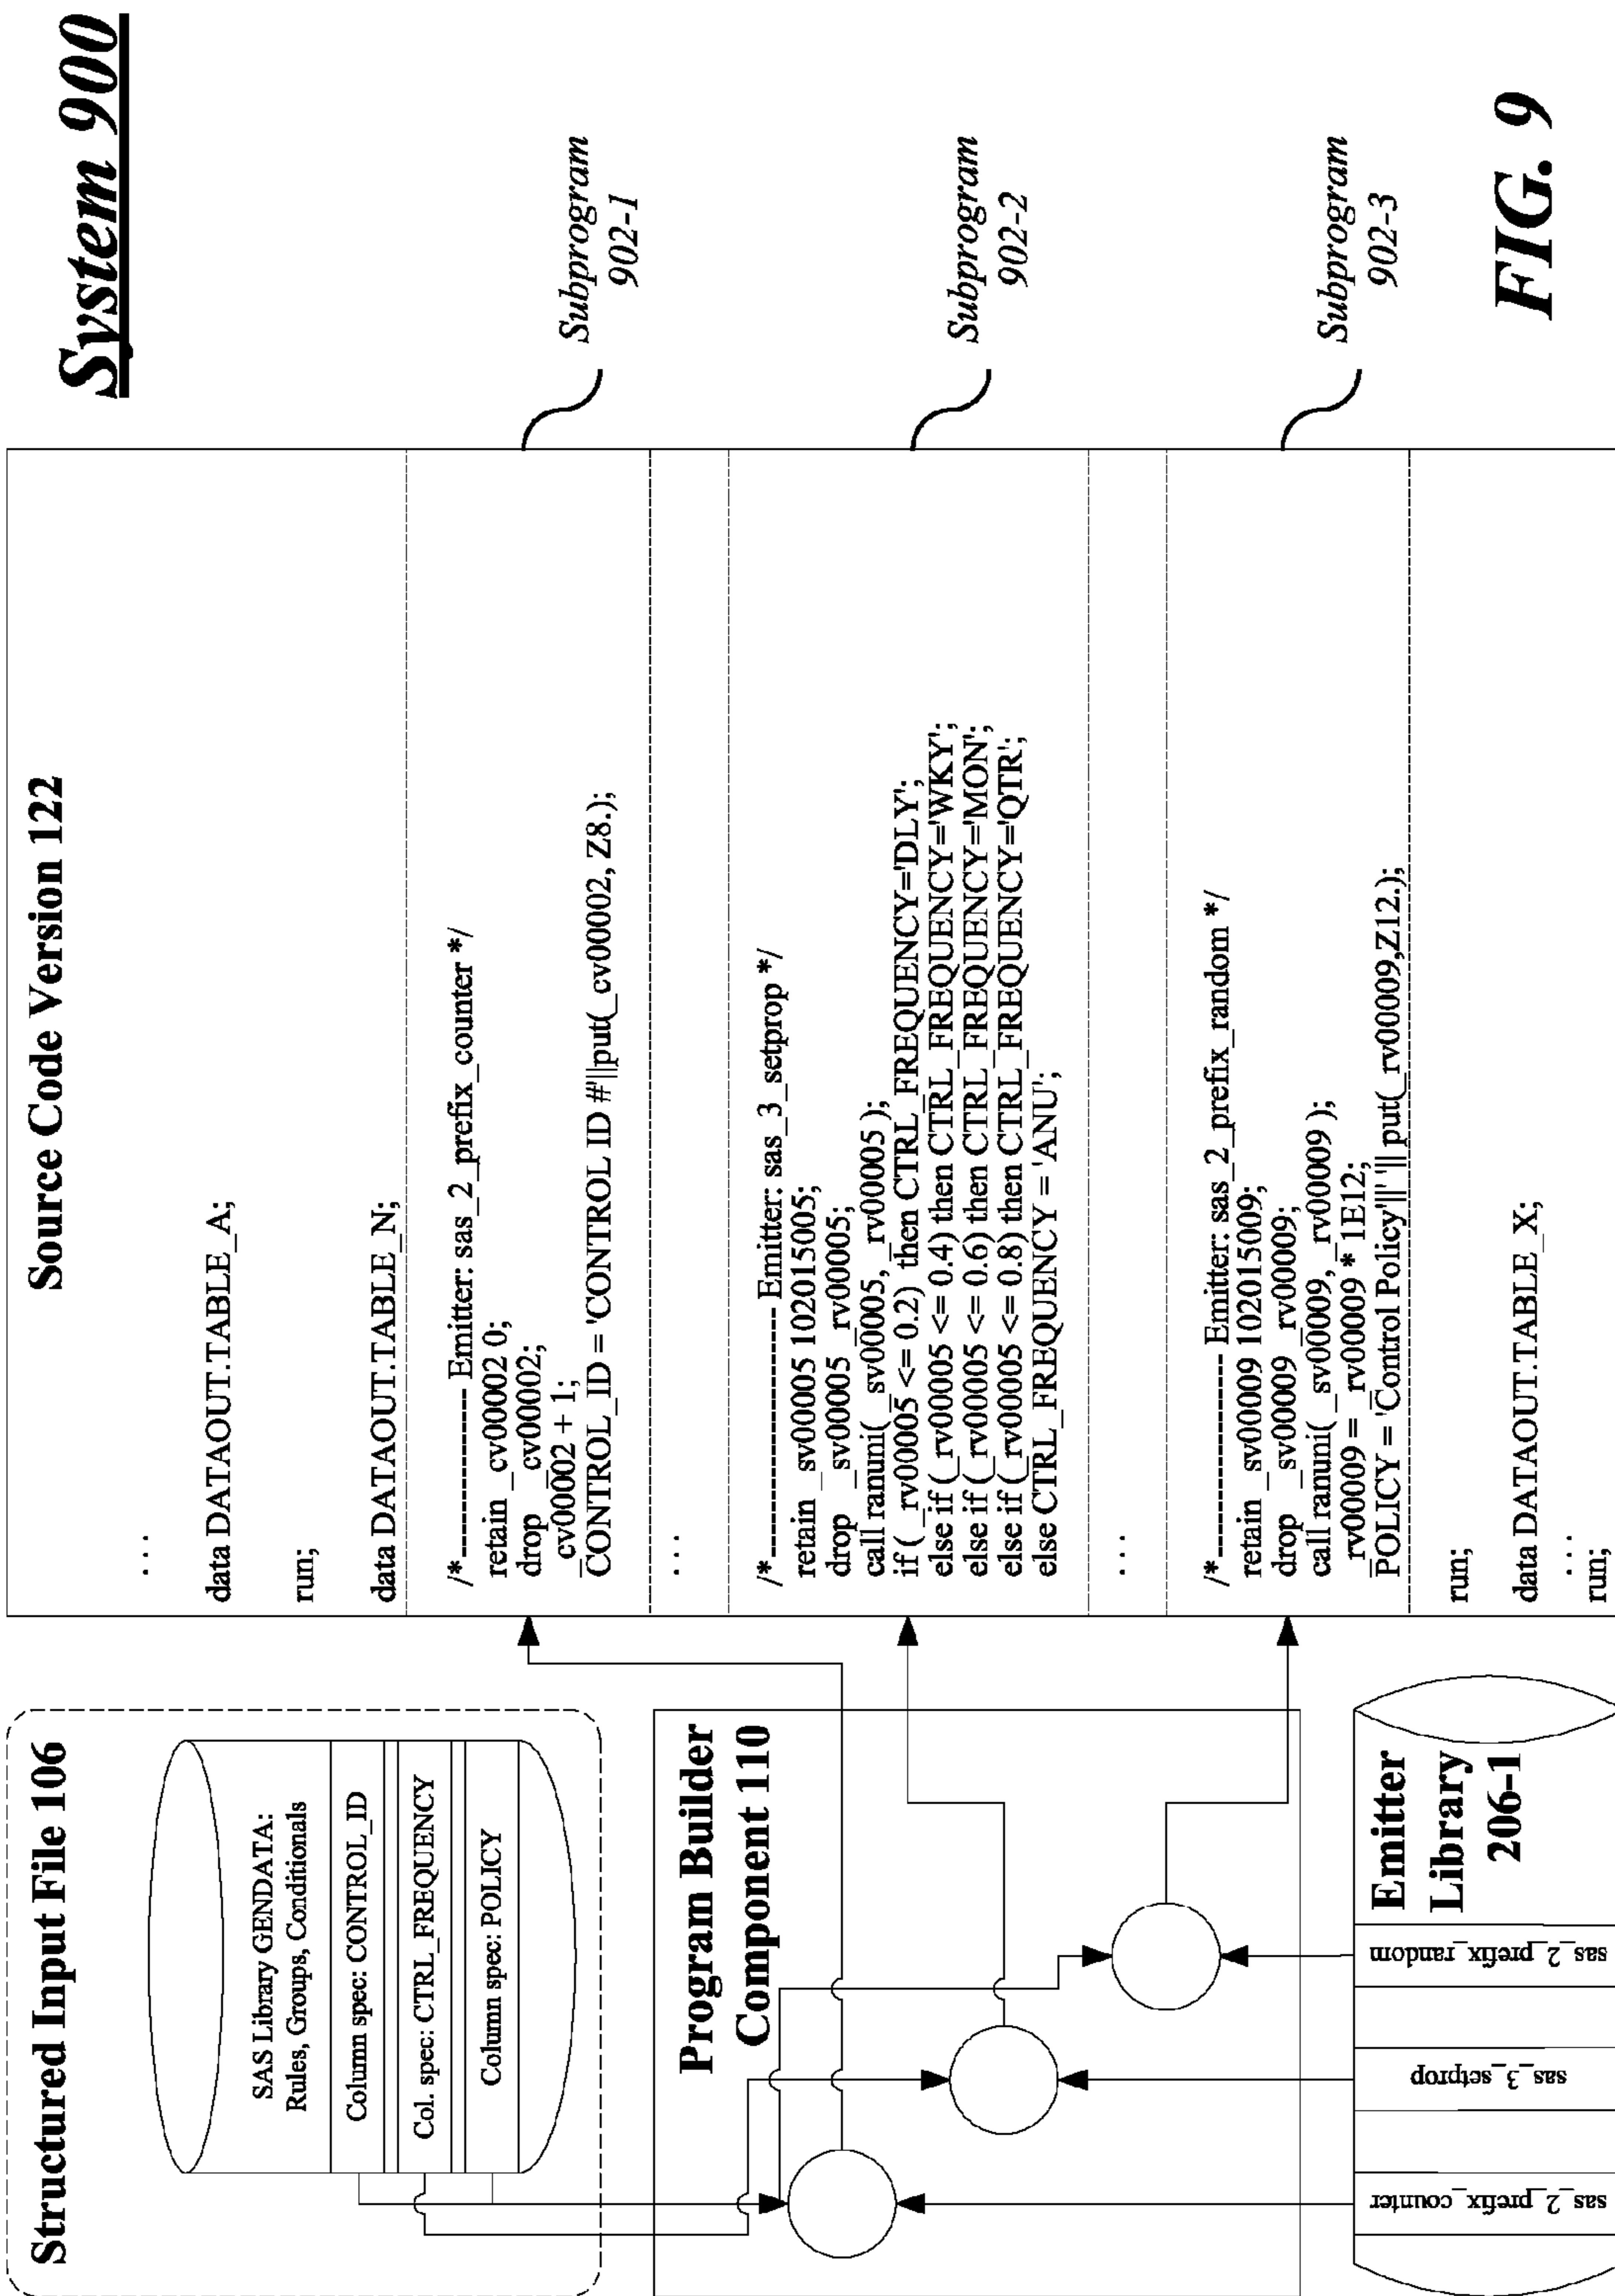 System 900
Structured Input File 106
SAS Library GENDATA:
Rules, Groups, Conditionals
Column spec: CONTROL_ID
Col. spec: CTRL_FREQUENCY
Column spec: POLICY
Program Builder
Component 110
Emitter
Library
206-1
sas_2_prefix_counter
sas_3_setprop
sas_2_prefix_random
Source Code Version 122
. . .
data DATAOUT.TABLE_A;
run;
data DATAOUT.TABLE_N;
/*-------------- Emitter: sas_2_prefix_counter */
retain _cv00002 0;
drop _cv00002;
_cv00002 + 1;
CONTROL_ID = 'CONTROL ID #'||put(_cv00002, Z8.);
. . .
/*-------------- Emitter: sas_3_setprop */
retain _sv00005 102015005;
drop _sv00005 _rv00005;
call ranuni( _sv00005, _rv00005 );
if (_rv00005 <= 0.2) then CTRL_FREQUENCY='DLY';
else if (_rv00005 <= 0.4) then CTRL_FREQUENCY='WKY';
else if (_rv00005 <= 0.6) then CTRL_FREQUENCY='MON';
else if (_rv00005 <= 0.8) then CTRL_FREQUENCY='QTR';
else CTRL_FREQUENCY = 'ANU';
. . .
/*---------- Emitter: sas_2_prefix_random */
retain _sv00009 102015009;
drop _sv00009 _rv00009;
call ranuni( _sv00009, _rv00009 );
_rv00009 = _rv00009 * 1E12;
POLICY = 'Control Policy'||' '|| put(_rv00009,Z12.);
run;
data DATAOUT.TABLE_X;
. . .
run;
Subprogram
902-1
Subprogram
902-2
Subprogram
902-3
FIG. 9